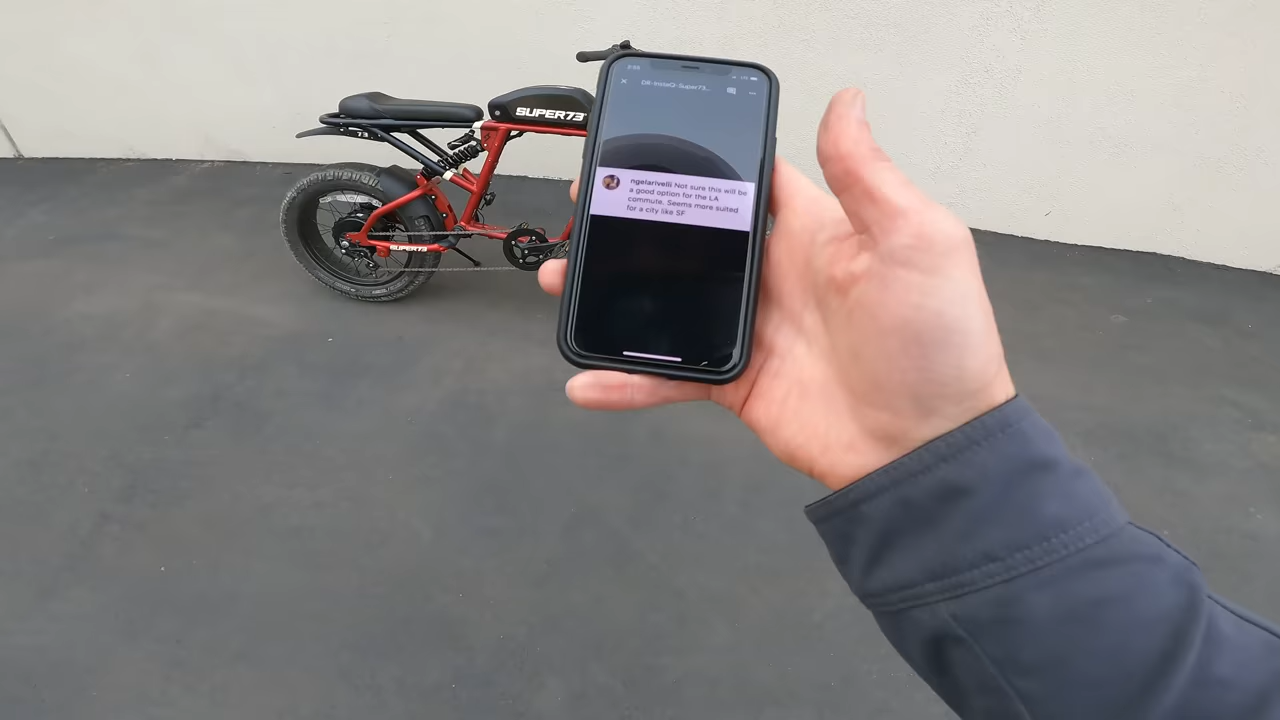 SUPER73
73
SUPER73
ngelarivelli Not sure this will be
a good option for the LA
commute. Seems more suited
for a city like SF